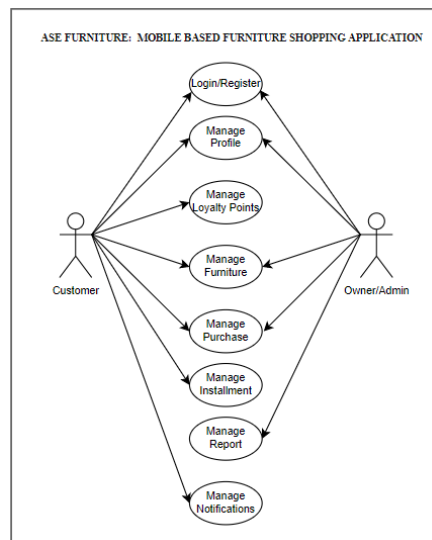 ASE FURNITURE: MOBILE BASED FURNITURE SHOPPING APPLICATION
Login/Register
Manage
Profile
Manage
Loyalty Points
Manage
Furniture
Customer
Owner/Admin
Manage
Purchase
Manage
Installment
Manage
Report
Manage
Notifications